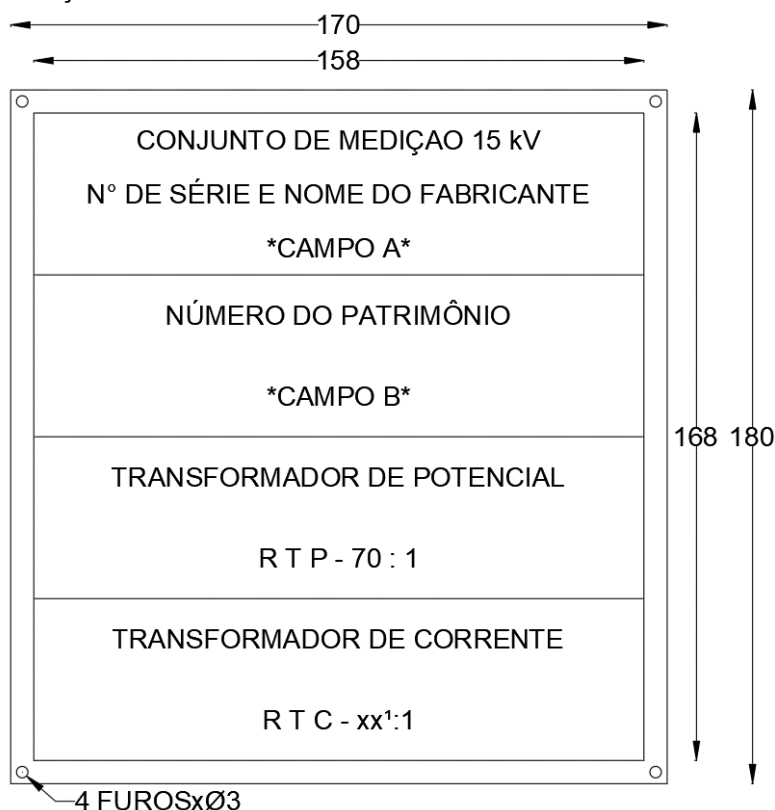 170
158
CONJUNTO DE MEDIÇAO 15 kV
N° DE SÉRIE E NOME DO FABRICANTE
*CAMPO A*
NÚMERO DO PATRIMÔNIO
*CAMPO B*
168 180
TRANSFORMADOR DE POTENCIAL
R T P - 70 : 1
TRANSFORMADOR DE CORRENTE
R T C - xx¹:1
4 FUROSxØ3